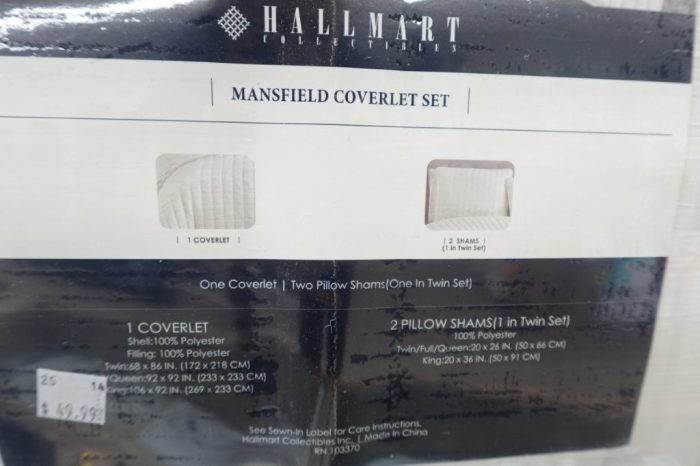 HALLMART
COLLECTIBLES
MANSFIELD COVERLET SET
1 COVERLET
2 SHAMS
(1 in Twin Set)
One Coverlet | Two Pillow Shams(One In Twin Set)
1 COVERLET
Shell:100% Polyester
Filling: 100% Polyester
Twin:68 x 86 IN. (172 x 218 CM)
Queen:92 x 92 IN. (233 x 233 CM)
King:106 x 92 IN. (269 x 233 CM)
2 PILLOW SHAMS(1 in Twin Set)
100% Polyester
Twin/Full/Queen:20 x 26 IN. (50 x 66 CM)
King:20 x 36 IN. (50 x 91 CM)
25 14
$ 49.99
See Sewn-In Label for Care Instructions.
Hallmart Collectibles Inc. | Made In China
RN 103370